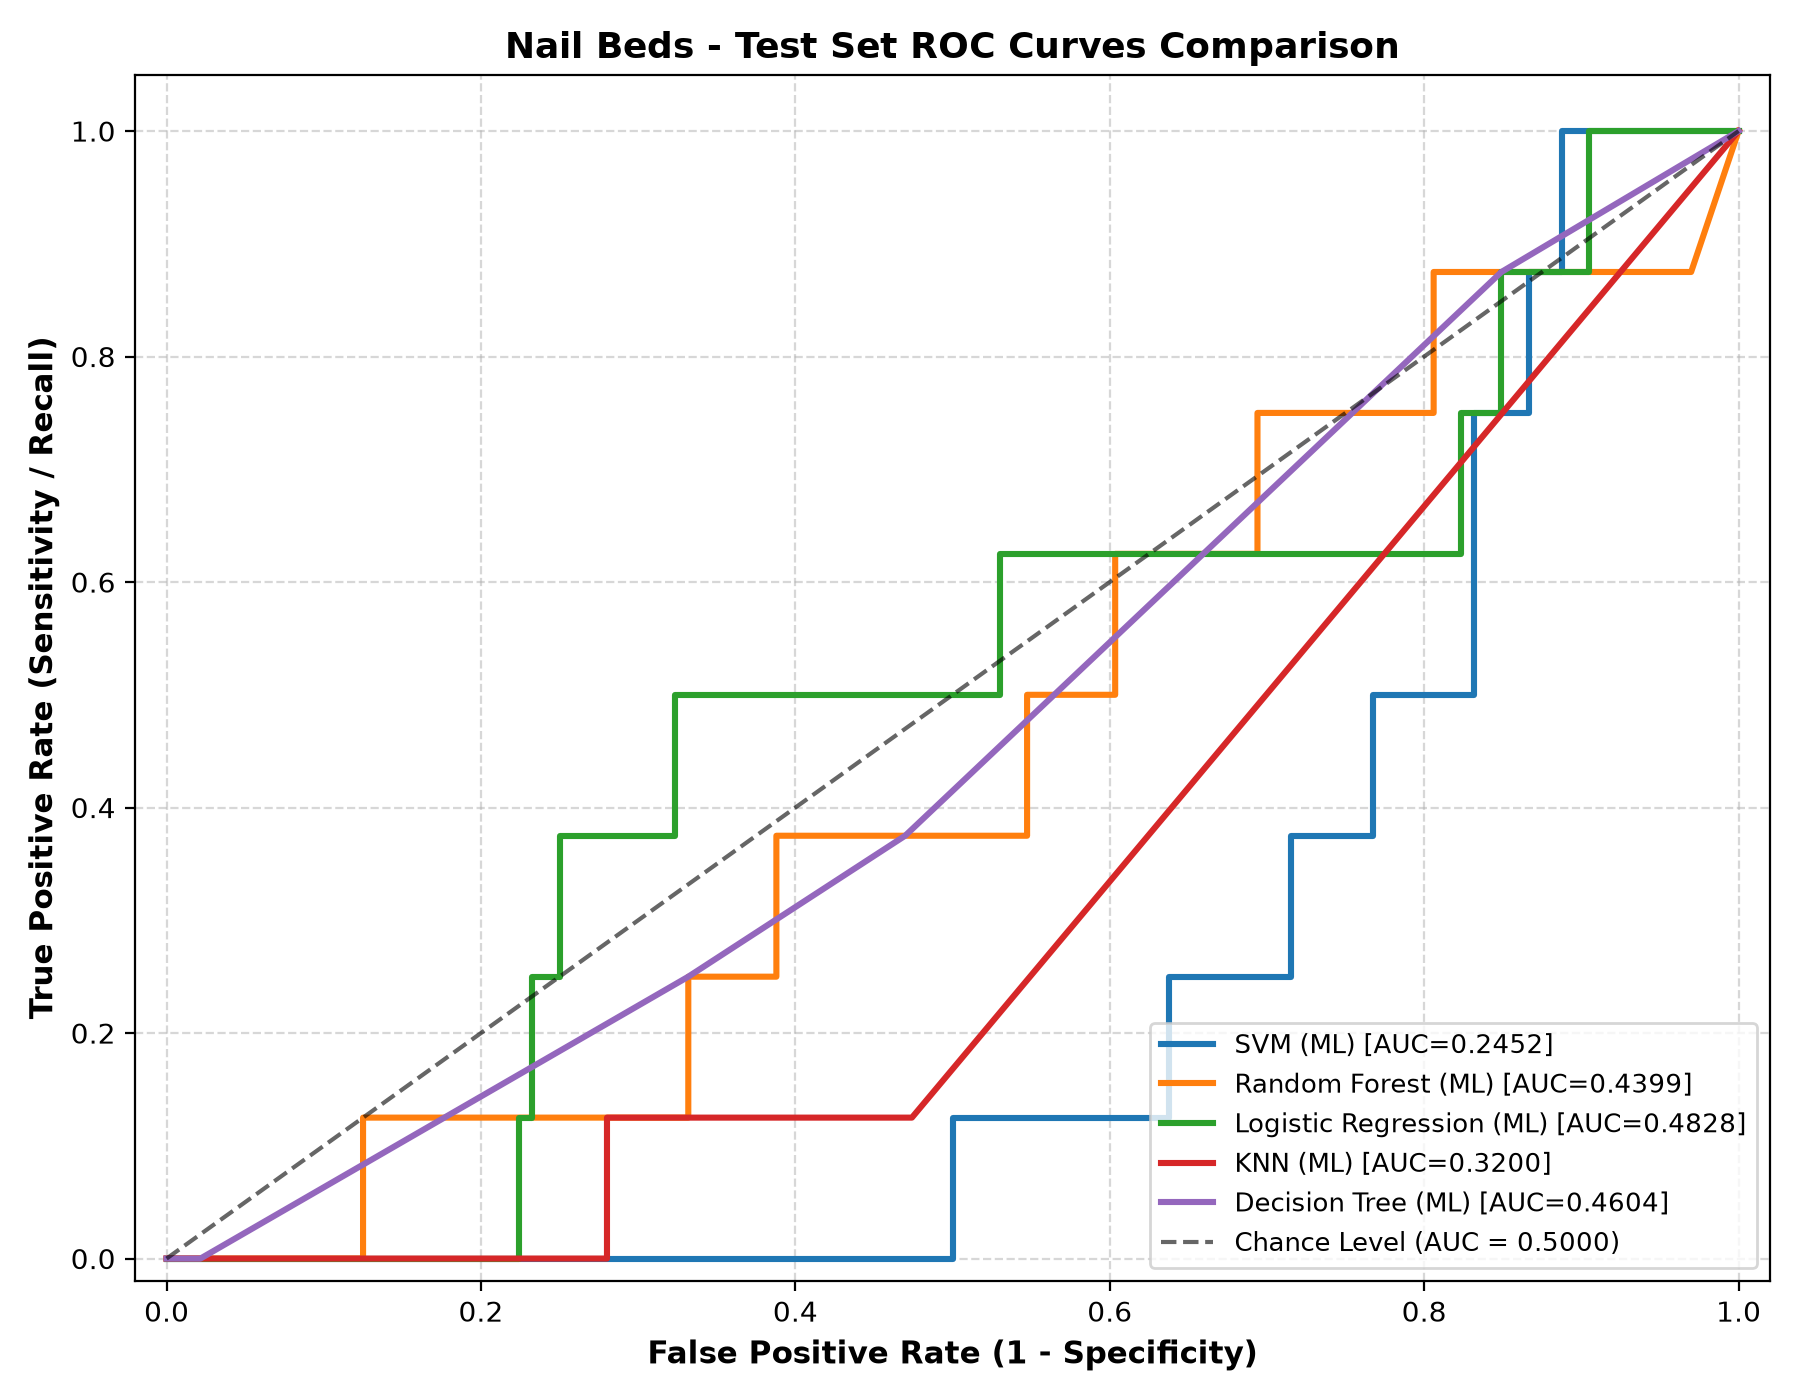 Nail Beds - Test Set ROC Curves Comparison
True Positive Rate (Sensitivity / Recall)
1.0
0.8
0.6
0.4
0.2
0.0
SVM (ML) [AUC=0.2452]
Random Forest (ML) [AUC=0.4399]
Logistic Regression (ML) [AUC=0.4828]
KNN (ML) [AUC=0.3200]
Decision Tree (ML) [AUC=0.4604]
Chance Level (AUC = 0.5000)
0.0 0.2 0.4 0.6 0.8 1.0
False Positive Rate (1 - Specificity)